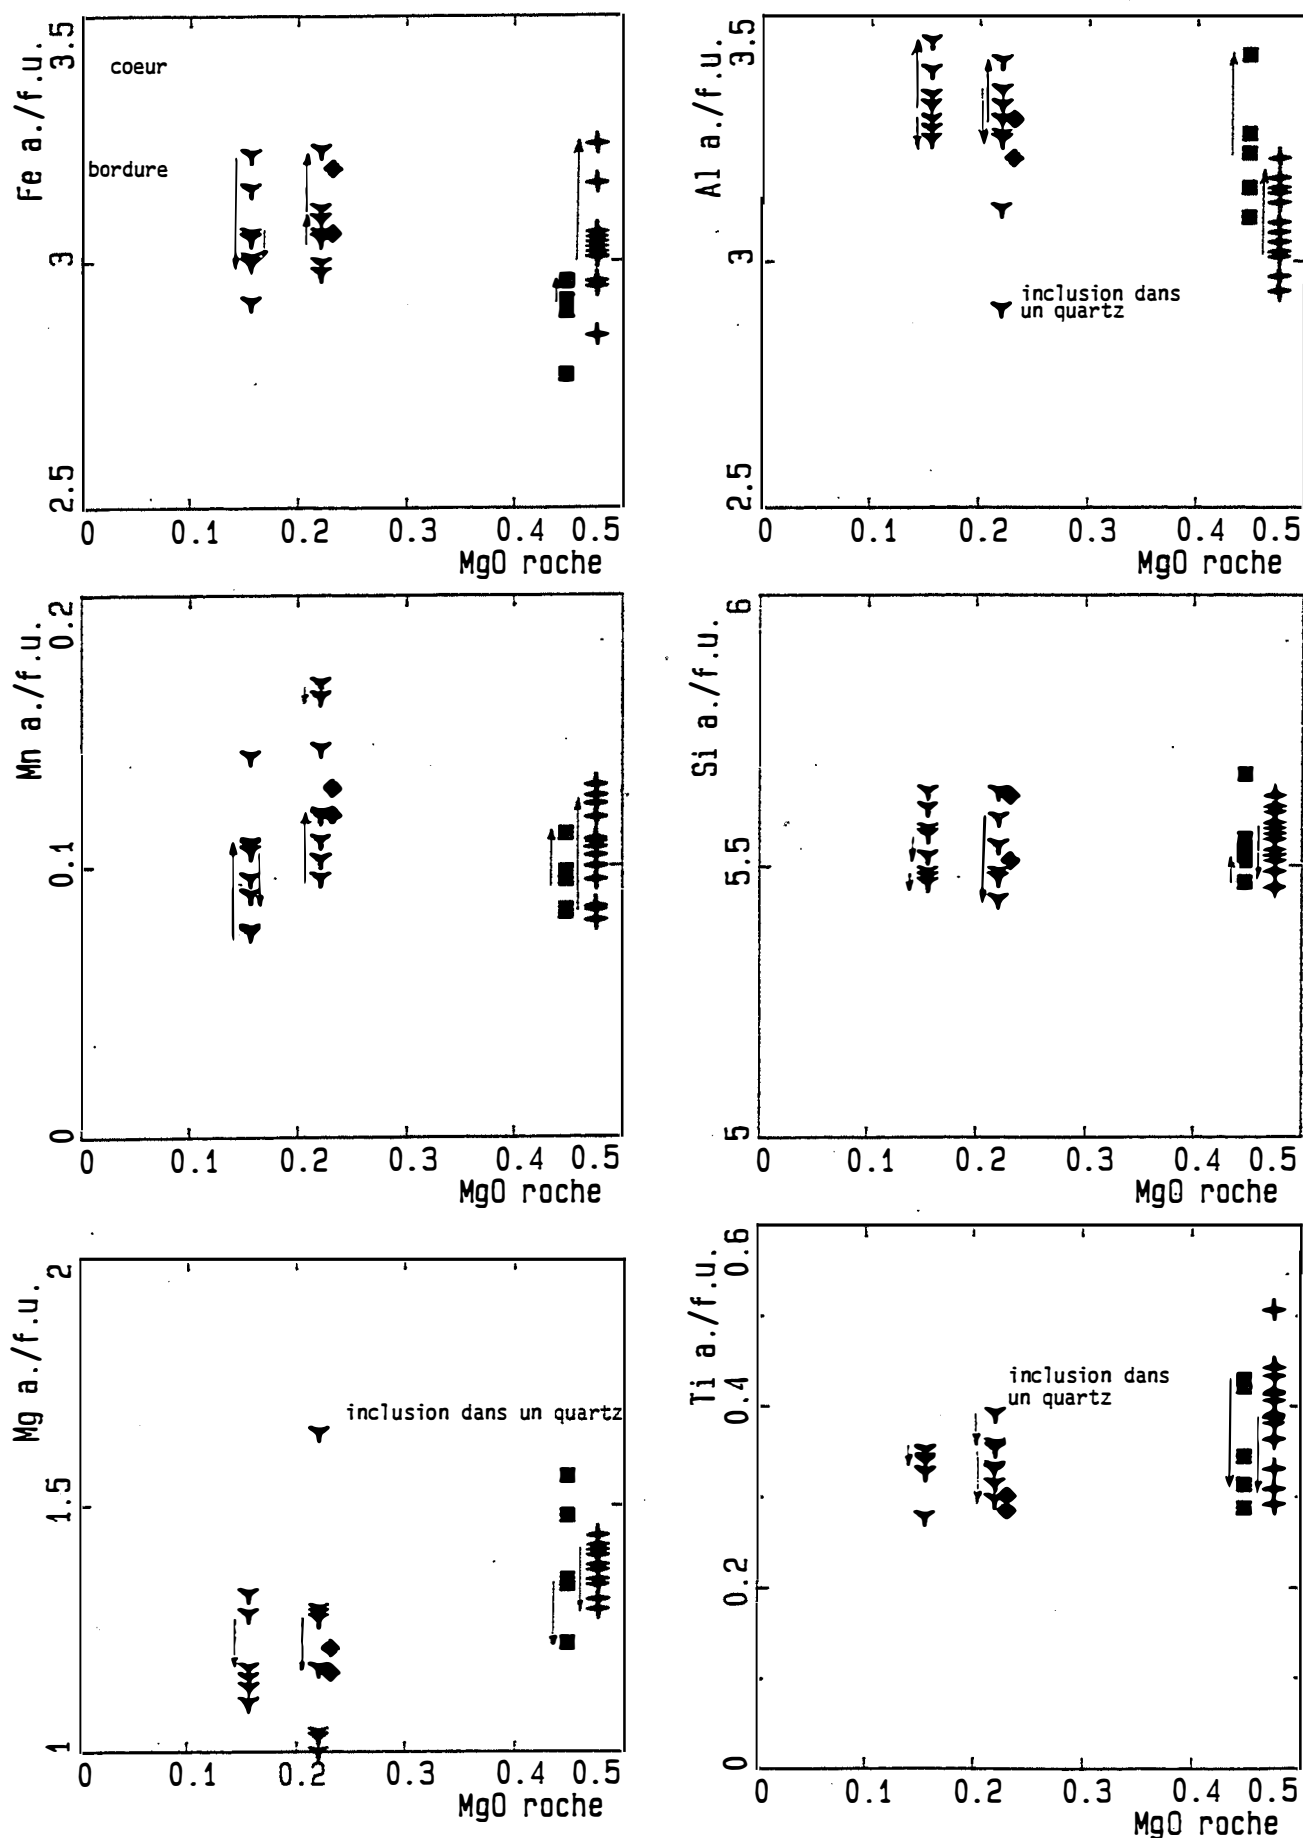 Fe a./f.u.
3.5
3
2.5
coeur
bordure
0 0.1 0.2 0.3 0.4 0.5
MgO roche
Al a./f.u.
3.5
3
2.5
inclusion dans
un quartz
0 0.1 0.2 0.3 0.4 0.5
MgO roche
Mn a./f.u.
0.2
0.1
0
0 0.1 0.2 0.3 0.4 0.5
MgO roche
Si a./f.u.
6
5.5
5
0 0.1 0.2 0.3 0.4 0.5
MgO roche
Mg a./f.u.
2
1.5
1
inclusion dans un quartz
0 0.1 0.2 0.3 0.4 0.5
MgO roche
Ti a./f.u.
0.6
0.4
0.2
0
inclusion dans
un quartz
0 0.1 0.2 0.3 0.4 0.5
MgO roche